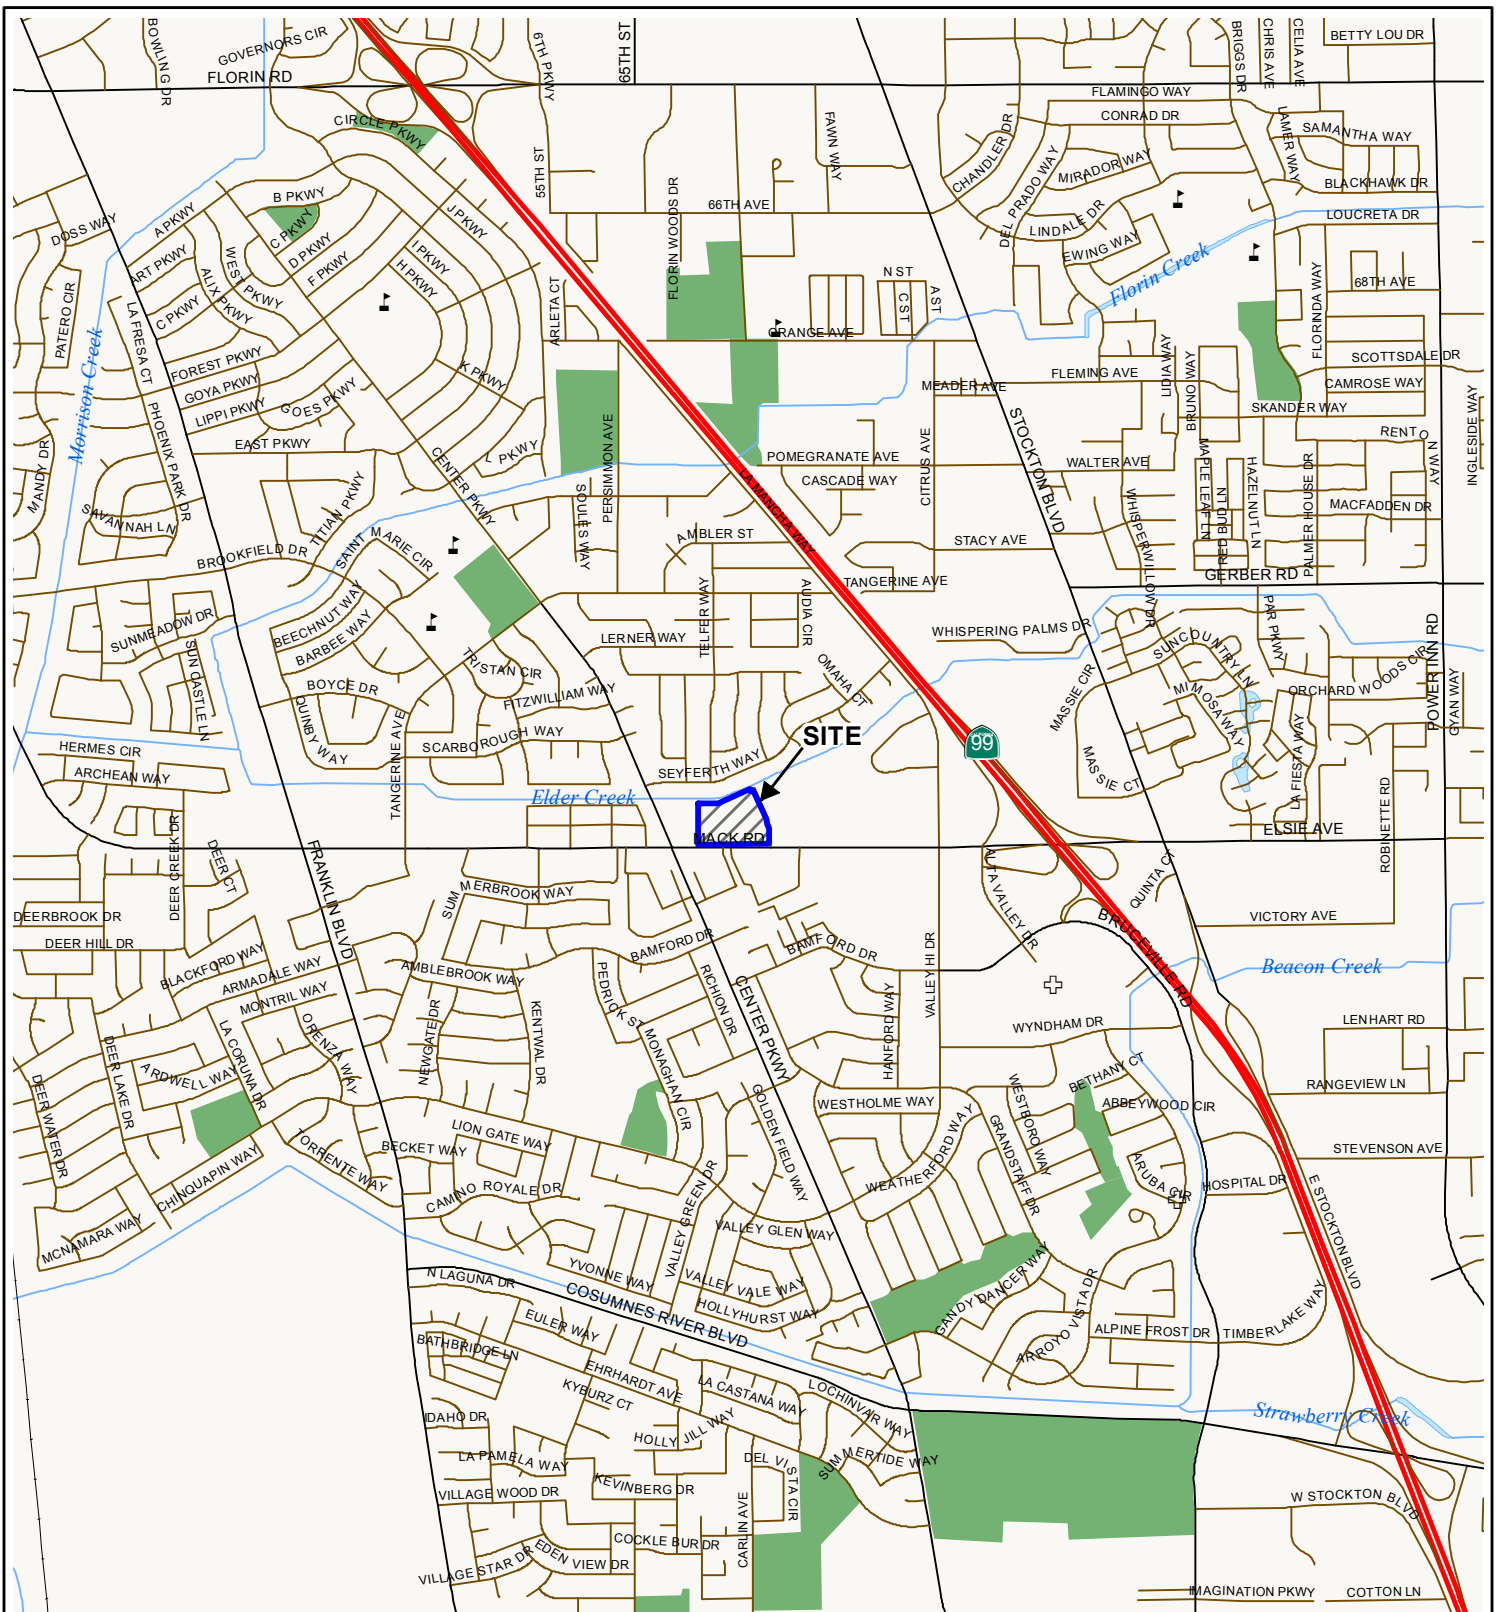 BOWLING DR
GOVERNORS CIR
FLORIN RD
6TH PKWY
65TH ST
BRIGGS DR
CHRIS AVE
CELIA AVE
BETTY LOU DR
FLAMINGO WAY
CONRAD DR
CIRCLE PKWY
FAWN WAY
CHANDLER DR
LAMER WAY
SAMANTHA WAY
55TH ST
MIRADOR WAY
BLACKHAWK DR
B PKWY
66TH AVE
DEL PRADO WAY
LOUCRETA DR
DOSS WAY
A PKWY
C PKWY
J PKWY
FLORIN WOODS DR
LINDALE DR
EWING WAY
D PKWY
I PKWY
WEST PKWY
F PKWY
H PKWY
ART PKWY
ALIX PKWY
N ST
C ST
A ST
Florin Creek
FLORINDA WAY
68TH AVE
PATERO CIR
C PKWY
LA FRESA CT
ARLETA CT
ORANGE AVE
Morrison Creek
FOREST PKWY
GOYA PKWY
LIPPI PKWY
GOES PKWY
K PKWY
MEADER AVE
FLEMING AVE
LIDIA WAY
BRUNO WAY
SCOTTSDALE DR
CAMROSE WAY
SKANDER WAY
PHOENIX PARK DR
EAST PKWY
CENTER PKWY
L PKWY
PERSIMMON AVE
POMEGRANATE AVE
CASCADE WAY
CITRUS AVE
STOCKTON BLVD
WALTER AVE
MAPLE LEAF LN
RED BUD LN
HAZELNUT LN
PALMER HOUSE DR
RENTON WAY
INGLESIDE WAY
MANDY DR
SAVANNAH LN
TITIAN PKWY
SOULES WAY
LA MANCHA WAY
WHISPERWILLOW DR
MACFADDEN DR
BROOKFIELD DR
SAINT MARIE CIR
AMBLER ST
STACY AVE
TANGERINE AVE
GERBER RD
BEECHNUT WAY
BARBEE WAY
TELFER WAY
AUDIA CIR
SUNMEADOW DR
LERNER WAY
WHISPERING PALMS DR
PAR PKWY
SUNCOUNTRY LN
POWER INN RD
SUN CASTLE LN
TRISTAN CIR
OMAHA CT
MASSIE CIR
MIMOSA WAY
ORCHARD WOODS CIR
GYAN WAY
BOYCE DR
FITZWILLIAM WAY
QUINBY WAY
TANGERINE AVE
SCARBOROUGH WAY
SITE
99
HERMES CIR
ARCHEAN WAY
SEYFERTH WAY
MASSIE CT
LA FIESTA WAY
Elder Creek
MACK RD
ELSIE AVE
ROBINETTE RD
DEER CREEK DR
DEER CT
FRANKLIN BLVD
SUMMERBROOK WAY
ALTA VALLEY DR
QUINTA CT
DEERBROOK DR
DEER HILL DR
BRUCEVILLE RD
VICTORY AVE
BLACKFORD WAY
ARMADALE WAY
MONTRIL WAY
AMBLEBROOK WAY
BAMFORD DR
BAMFORD DR
VALLEY HI DR
Beacon Creek
PEDRICK ST
RICHION DR
CENTER PKWY
HANFORD WAY
WYNDHAM DR
LENHART RD
LA CORUNA DR
ORENZA WAY
NEWGATE DR
KENTWAL DR
MONAGHAN CIR
DEER WATER DR
DEER LAKE DR
ARDWELL WAY
GOLDEN FIELD WAY
WESTHOLME WAY
WESTBORO WAY
BETHANY CT
ABBEYWOOD CIR
RANGEVIEW LN
TORRENTE WAY
BECKET WAY
LION GATE WAY
WEATHERFORD WAY
GRANDSTAFF DR
ARUBA CIR
HOSPITAL DR
STEVENSON AVE
CHINQUAPIN WAY
CAMINO ROYALE DR
VALLEY GREEN DR
E STOCKTON BLVD
MCNAMARA WAY
VALLEY GLEN WAY
N LAGUNA DR
YVONNE WAY
VALLEY VALE WAY
HOLLYHURST WAY
GANDY DANCER WAY
ARROYO VISTA DR
COSUMNES RIVER BLVD
EULER WAY
BATHBRIDGE LN
ALPINE FROST DR
TIMBERLAKE WAY
EHRHARDT AVE
KYBURZ CT
LA CASTANA WAY
LOCHINVAR WAY
Strawberry Creek
IDAHO DR
HOLLY JILL WAY
LA PAMELA WAY
DEL VISTA CIR
SUMMERTIDE WAY
VILLAGE WOOD DR
KEVINBERG DR
W STOCKTON BLVD
CARLIN AVE
COCKLE BUR DR
EDEN VIEW DR
VILLAGE STAR DR
IMAGINATION PKWY
COTTON LN